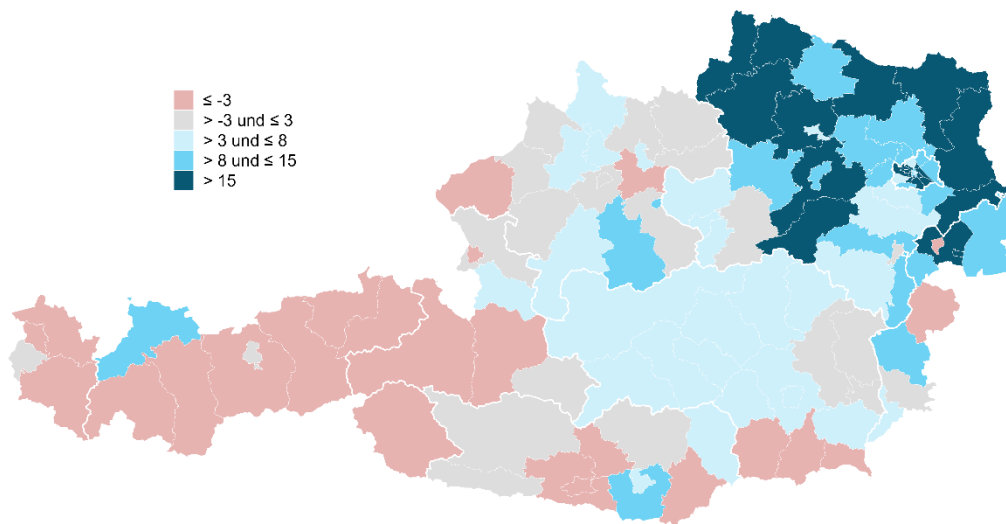 ≤ -3
> -3 und ≤ 3
> 3 und ≤ 8
> 8 und ≤ 15
> 15